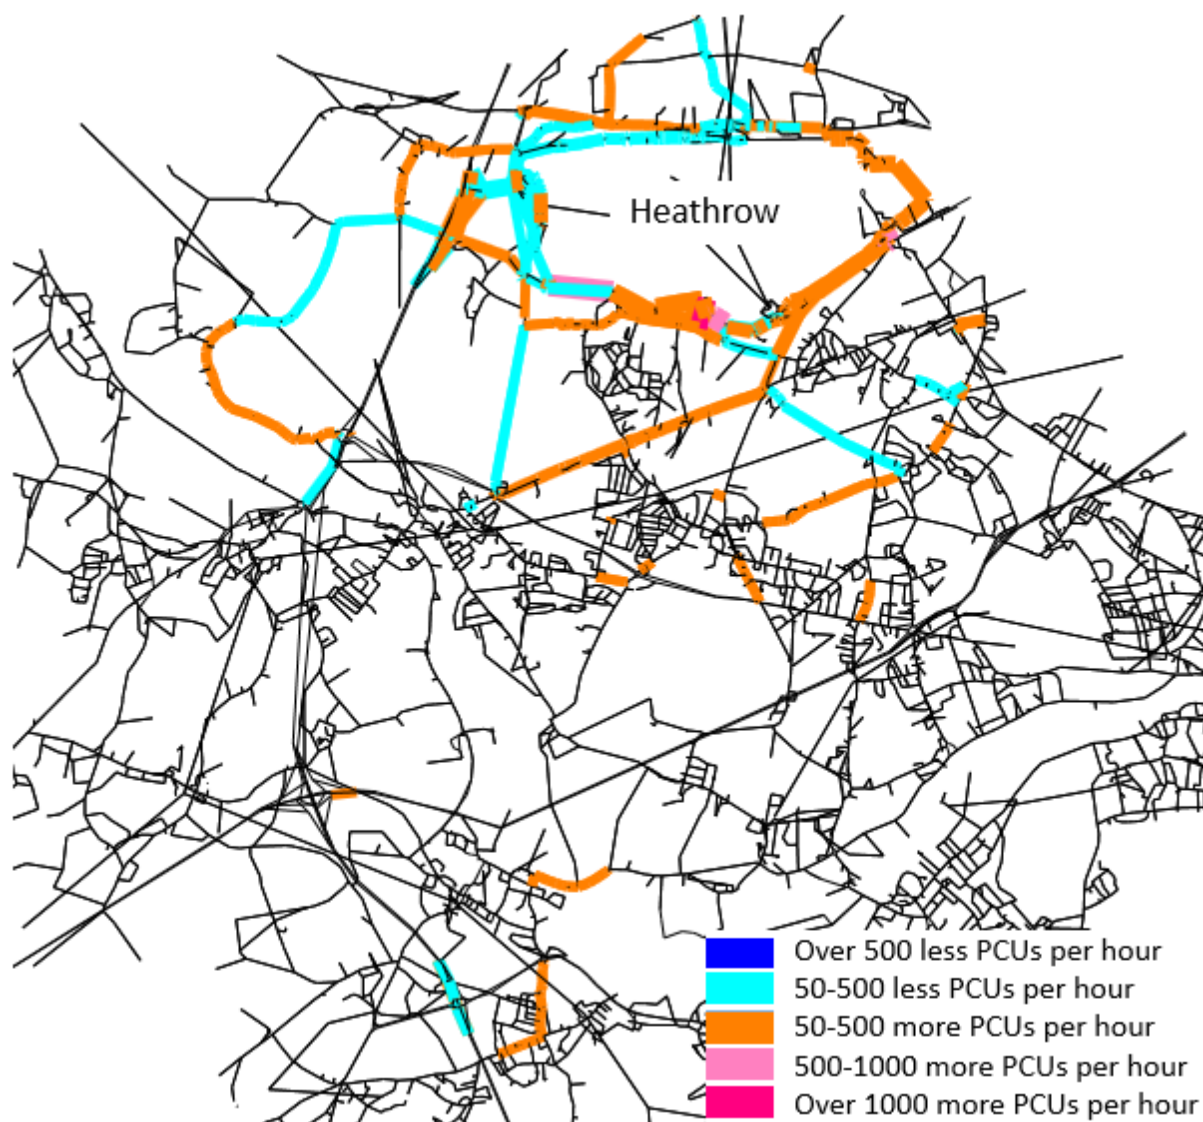 Heathrow
Over 500 less PCUs per hour
50-500 less PCUs per hour
50-500 more PCUs per hour
500-1000 more PCUs per hour
Over 1000 more PCUs per hour